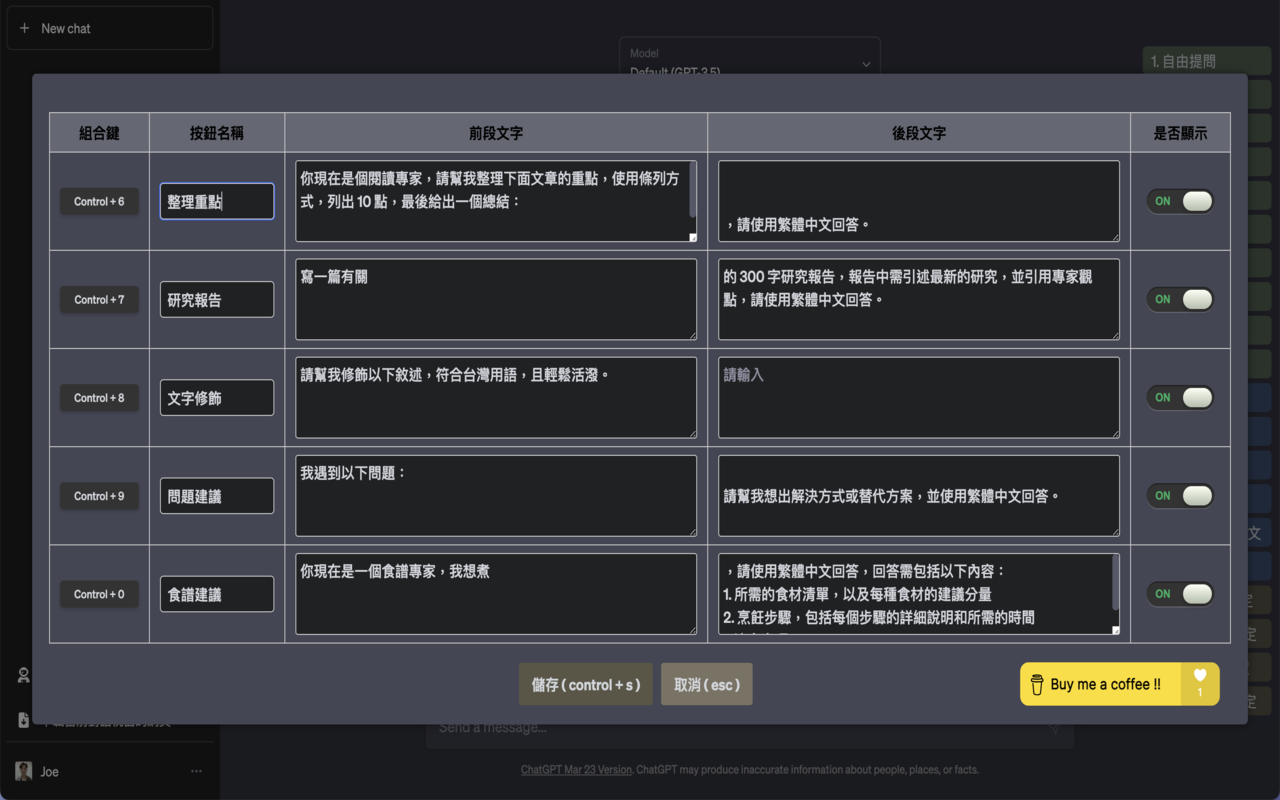 New chat
Model
Default (GPT-3.5)
1. 自由提問
組合鍵
按鈕名稱
前段文字
後段文字
是否顯示
Control + 6
整理重點
你現在是個閱讀專家，請幫我整理下面文章的重點，使用條列方
式，列出 10 點，最後給出一個總結：
，請使用繁體中文回答。
ON
Control + 7
研究報告
寫一篇有關
的 300 字研究報告，報告中需引述最新的研究，並引用專家觀
點，請使用繁體中文回答。
ON
Control + 8
文字修飾
請幫我修飾以下敘述，符合台灣用語，且輕鬆活潑。
請輸入
ON
Control + 9
問題建議
我遇到以下問題：
請幫我想出解決方式或替代方案，並使用繁體中文回答。
ON
文
Control + 0
食譜建議
你現在是一個食譜專家，我想煮
，請使用繁體中文回答，回答需包括以下內容：
1. 所需的食材清單，以及每種食材的建議分量
2. 烹飪步驟，包括每個步驟的詳細說明和所需的時間
ON
定
定
定
儲存 ( control + s )
取消 ( esc )
Buy me a coffee !!
1
Send a message...
Joe
ChatGPT Mar 23 Version. ChatGPT may produce inaccurate information about people, places, or facts.